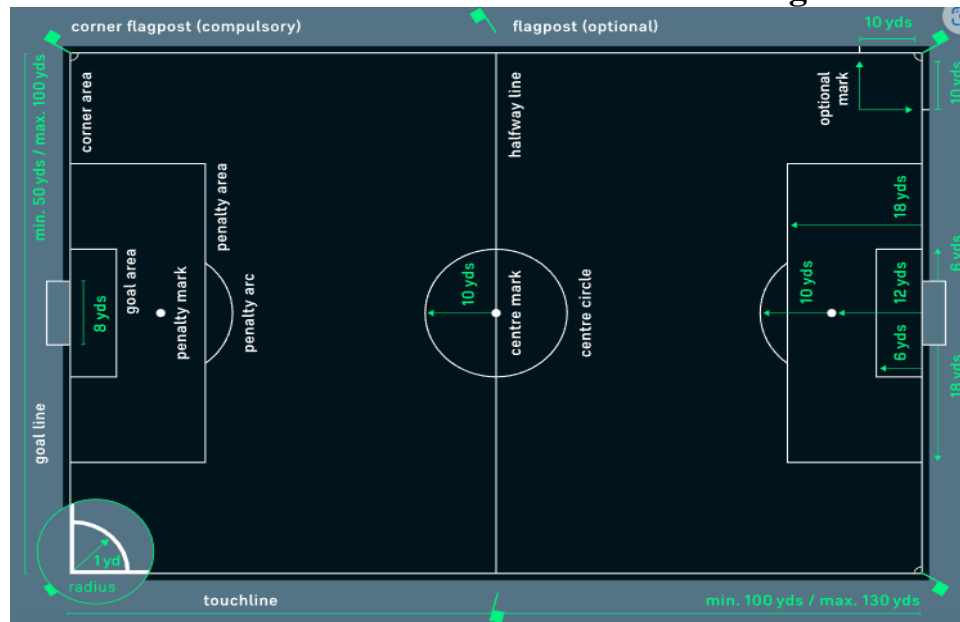 corner flagpost (compulsory)
flagpost (optional)
10 yds
min. 50 yds / max. 100 yds
corner area
halfway line
optional
mark
10 yds
penalty area
18 yds
goal area
penalty mark
penalty arc
8 yds
10 yds
centre mark
centre circle
10 yds
12 yds
6 yds
6 yds
18 yds
goal line
1 yd
radius
touchline
min. 100 yds / max. 130 yds